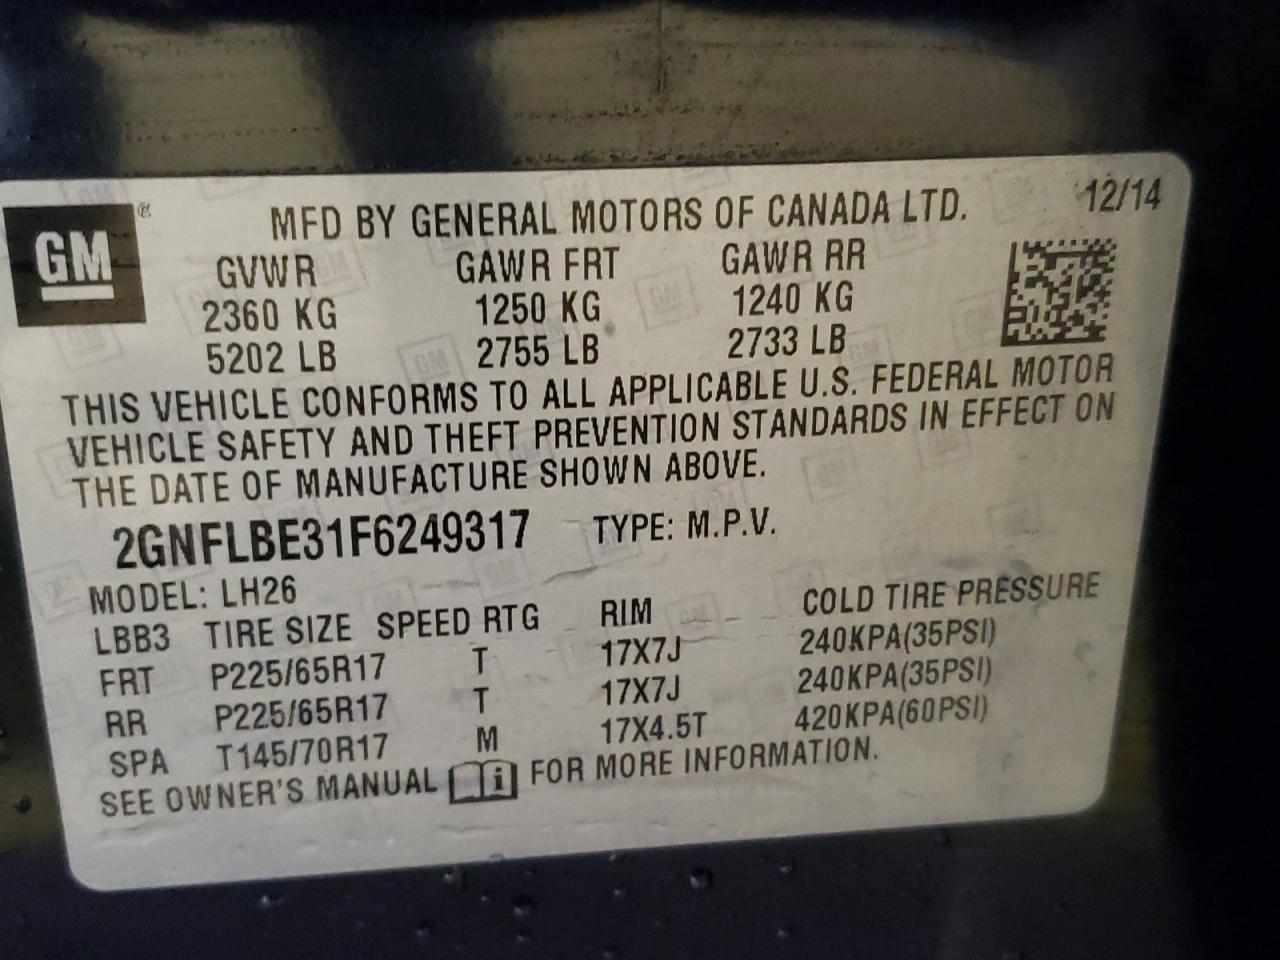 GM
MFD BY GENERAL MOTORS OF CANADA LTD. 12/14
GVWR GAWR FRT GAWR RR
2360 KG 1250 KG 1240 KG
5202 LB 2755 LB 2733 LB
THIS VEHICLE CONFORMS TO ALL APPLICABLE U.S. FEDERAL MOTOR
VEHICLE SAFETY AND THEFT PREVENTION STANDARDS IN EFFECT ON
THE DATE OF MANUFACTURE SHOWN ABOVE.
2GNFLBE31F6249317 TYPE: M.P.V.
MODEL: LH26
LBB3 TIRE SIZE SPEED RTG RIM COLD TIRE PRESSURE
FRT P225/65R17 T 17X7J 240KPA(35PSI)
RR P225/65R17 T 17X7J 240KPA(35PSI)
SPA T145/70R17 M 17X4.5T 420KPA(60PSI)
SEE OWNER'S MANUAL i FOR MORE INFORMATION.